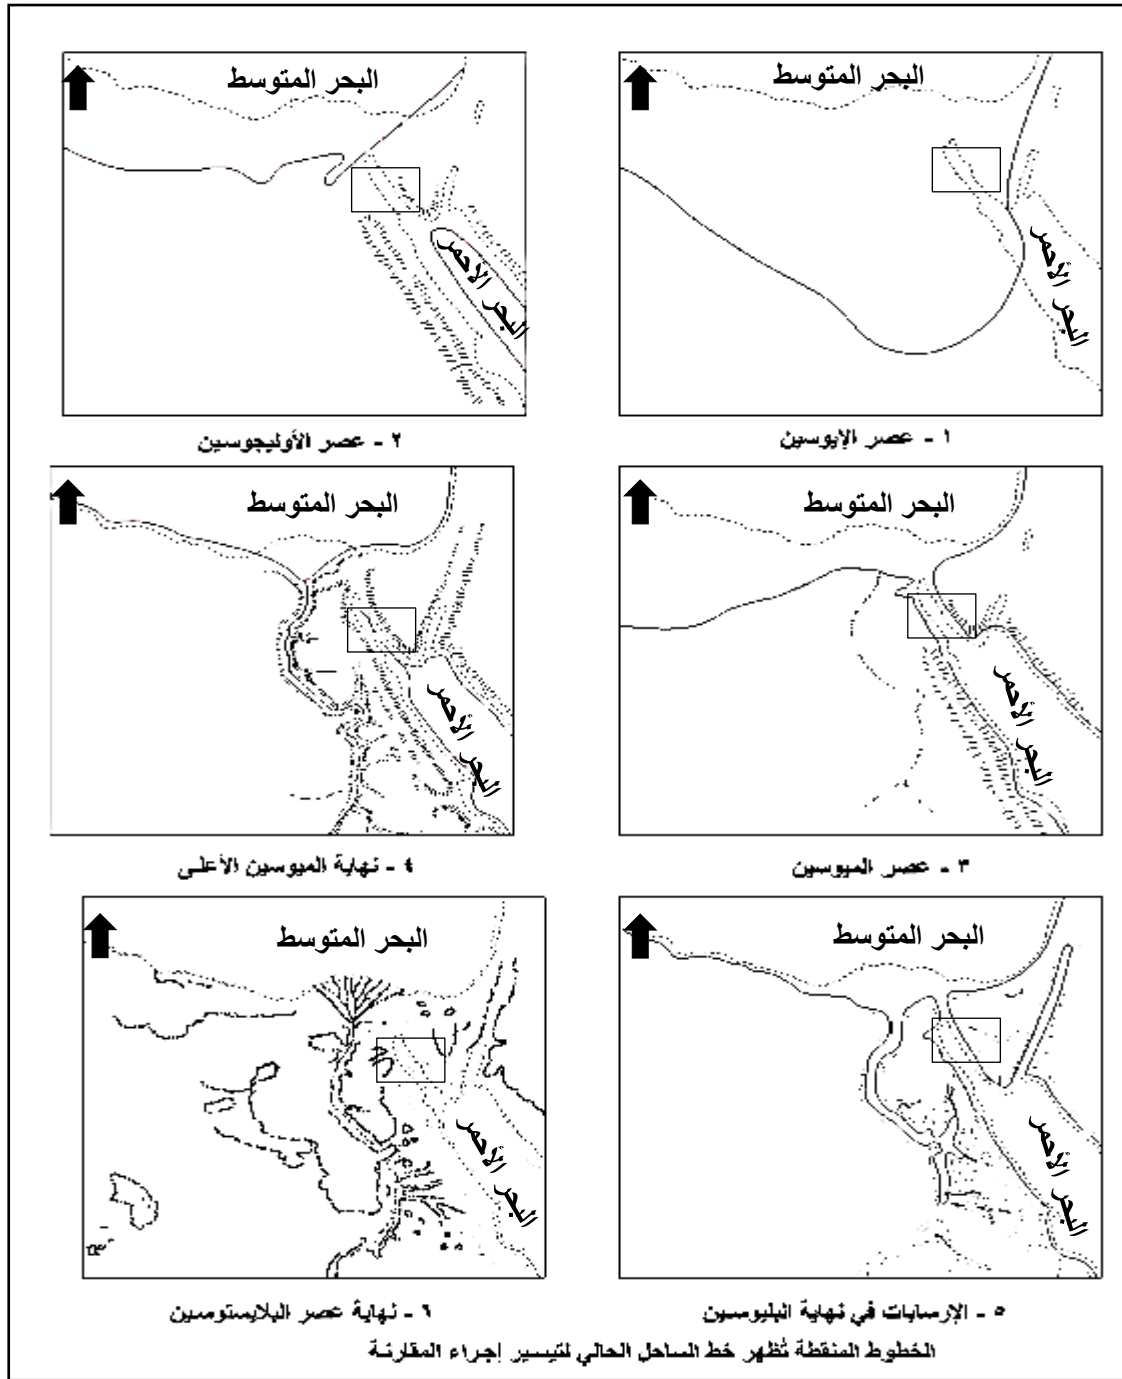 البحر المتوسط
البحر الأحمر
١ - عصر الإيوسين
البحر المتوسط
البحر الأحمر
٢ - عصر الأوليجوسين
البحر المتوسط
البحر الأحمر
٣ - عصر الميوسين
البحر المتوسط
البحر الأحمر
٤ - نهاية الميوسين الأعلى
البحر المتوسط
البحر الأحمر
٥ - الإرسابات في نهاية البليوسين
البحر المتوسط
البحر الأحمر
٦ - نهاية عصر البلايستوسين
الخطوط المنقطة تُظهر خط الساحل الحالي لتيسير إجراء المقارنة